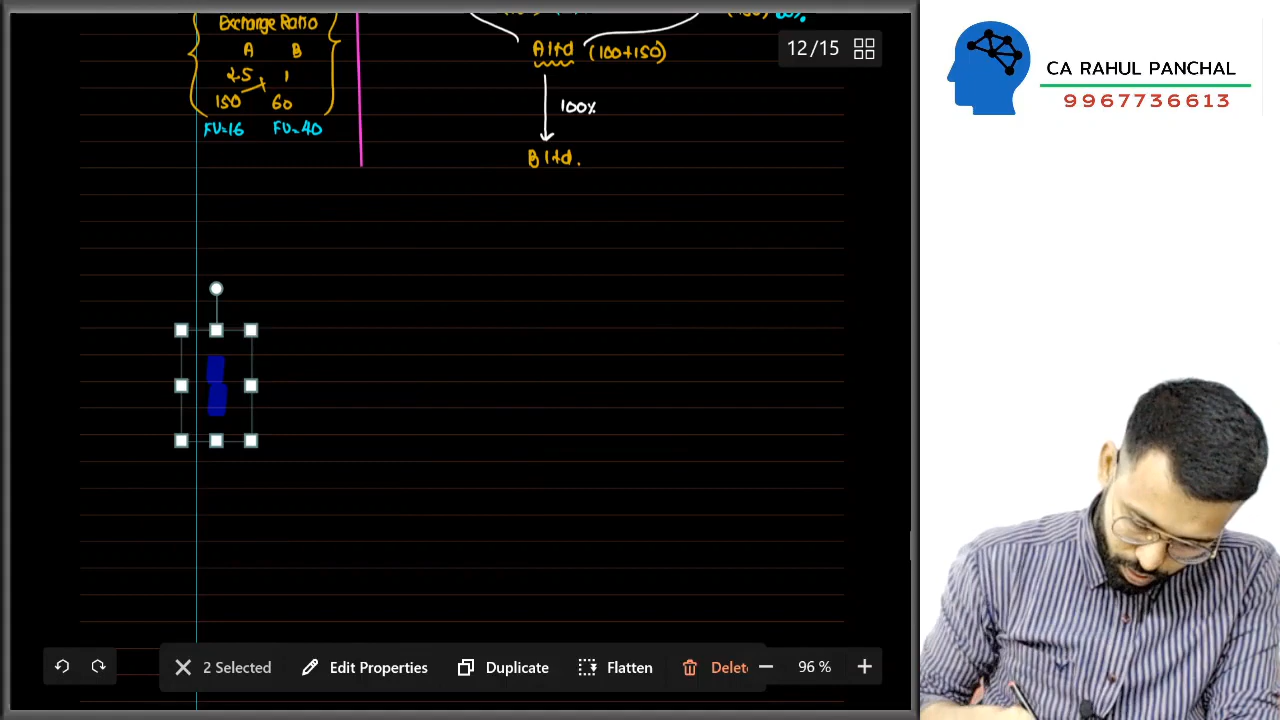 Exchange Ratio
A B
2.5 1
150 60
FV=16 FV=40
A ltd (100+150)
100%
B ltd.
12/15
CA RAHUL PANCHAL
9967736613
2 Selected
Edit Properties
Duplicate
Flatten
Delet
96 %